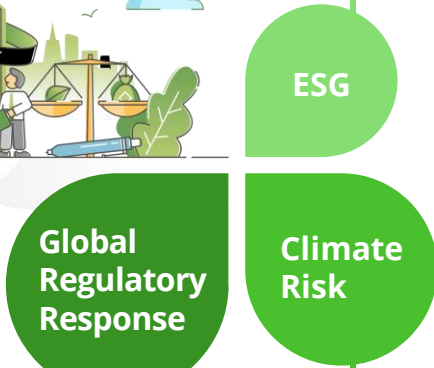 ESG
Global
Regulatory
Response
Climate
Risk